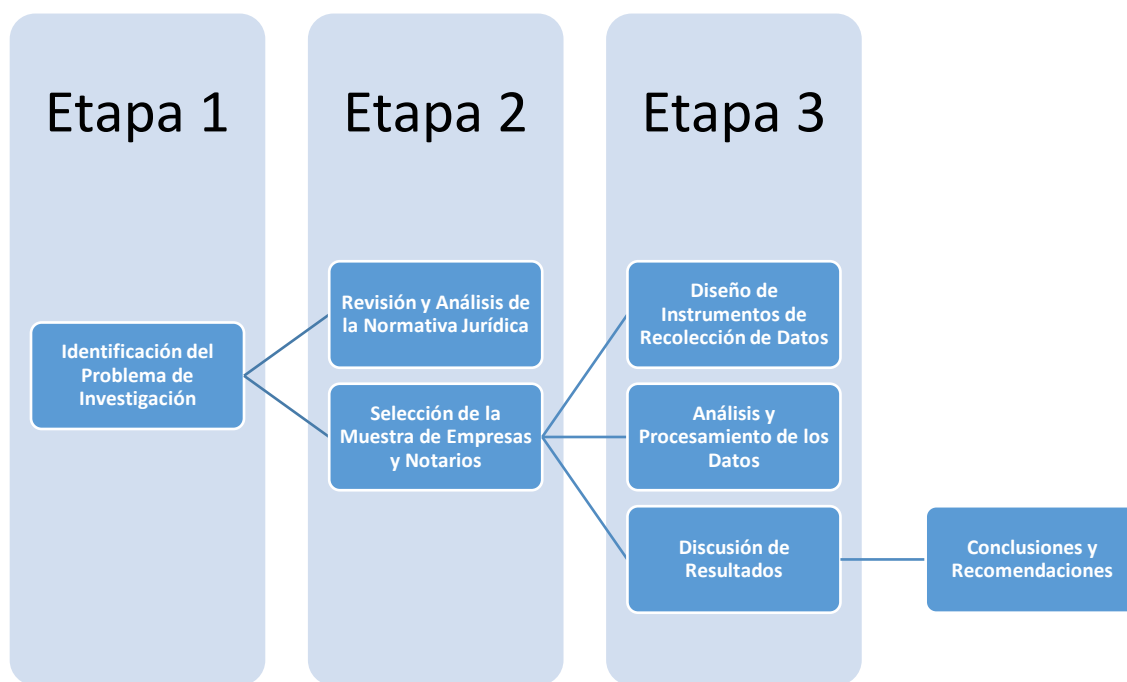 Etapa 1
Identificación del
Problema de
Investigación
Etapa 2
Revisión y Análisis de
la Normativa Jurídica
Selección de la
Muestra de Empresas
y Notarios
Etapa 3
Diseño de
Instrumentos de
Recolección de Datos
Análisis y
Procesamiento de los
Datos
Discusión de
Resultados
Conclusiones y
Recomendaciones